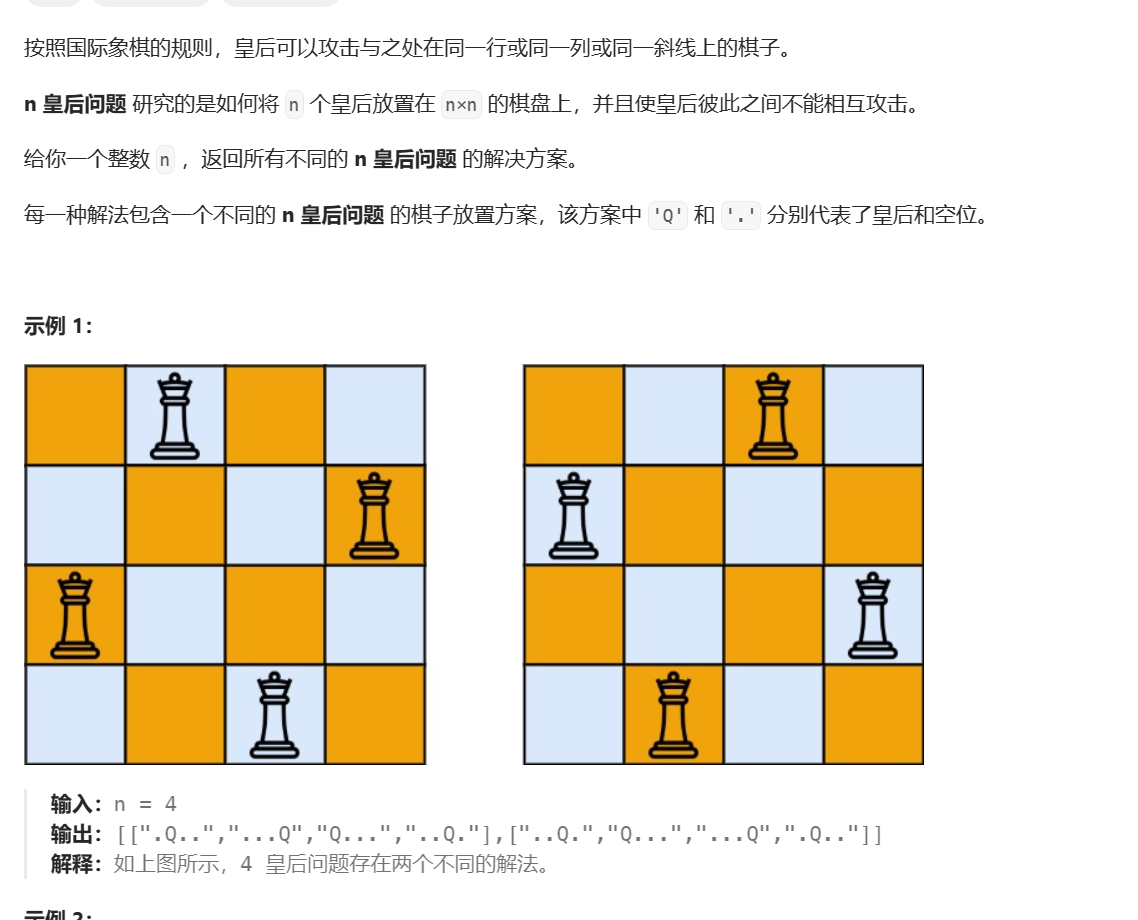 按照国际象棋的规则，皇后可以攻击与之处在同一行或同一列或同一斜线上的棋子。
n 皇后问题 研究的是如何将 n 个皇后放置在 n×n 的棋盘上，并且使皇后彼此之间不能相互攻击。
给你一个整数 n ，返回所有不同的 n 皇后问题 的解决方案。
每一种解法包含一个不同的 n 皇后问题 的棋子放置方案，该方案中 'Q' 和 '.' 分别代表了皇后和空位。
示例 1：
输入：n = 4
输出：[[".Q..","...Q","Q...","..Q."],["..Q.","Q...","...Q",".Q.."]]
解释：如上图所示，4 皇后问题存在两个不同的解法。
示例 2：